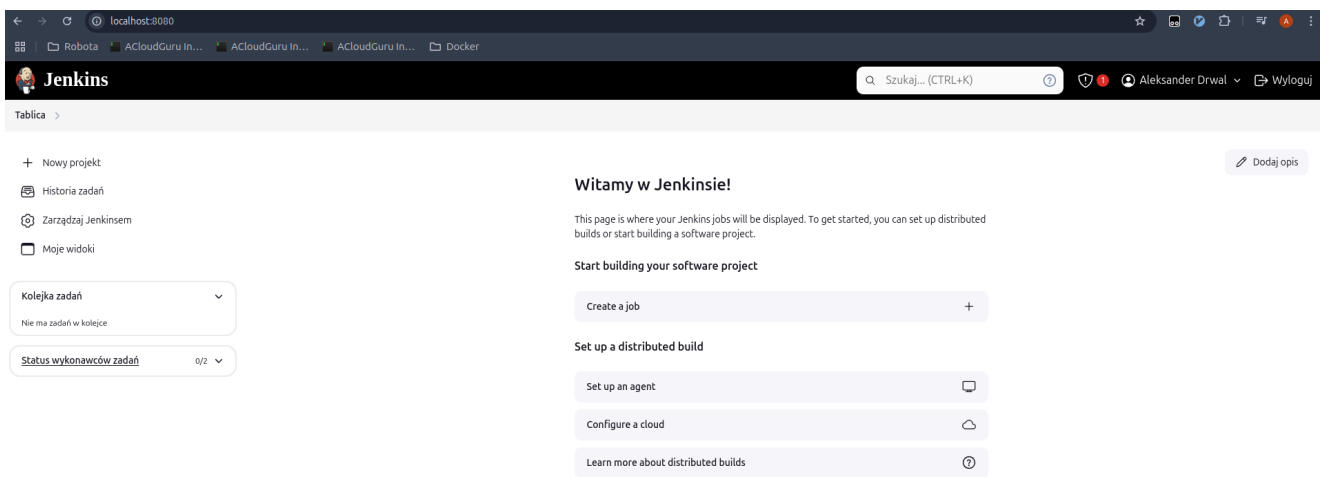 localhost:8080
Robota ACloudGuru In... ACloudGuru In... ACloudGuru In... Docker
Jenkins Szukaj... (CTRL+K) 1 Aleksander Drwal Wyloguj
Tablica
Nowy projekt
Historia zadań
Zarządzaj Jenkinsem
Moje widoki
Kolejka zadań
Nie ma zadań w kolejce
Status wykonawców zadań 0/2
Dodaj opis
Witamy w Jenkinsie!
This page is where your Jenkins jobs will be displayed. To get started, you can set up distributed
builds or start building a software project.
Start building your software project
Create a job
Set up a distributed build
Set up an agent
Configure a cloud
Learn more about distributed builds